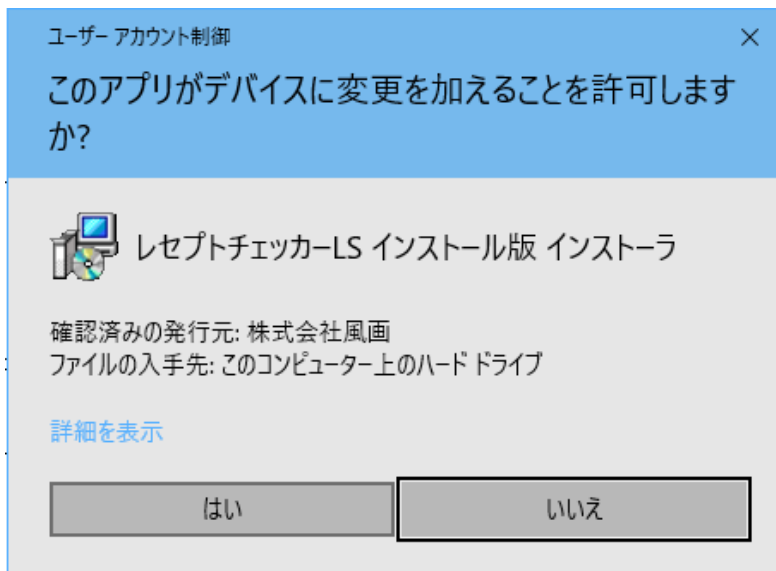 ユーザー アカウント制御
このアプリがデバイスに変更を加えることを許可します
か?
レセプトチェッカーLS インストール版 インストーラ
確認済みの発行元: 株式会社風画
ファイルの入手先: このコンピューター上のハード ドライブ
詳細を表示
はい
いいえ